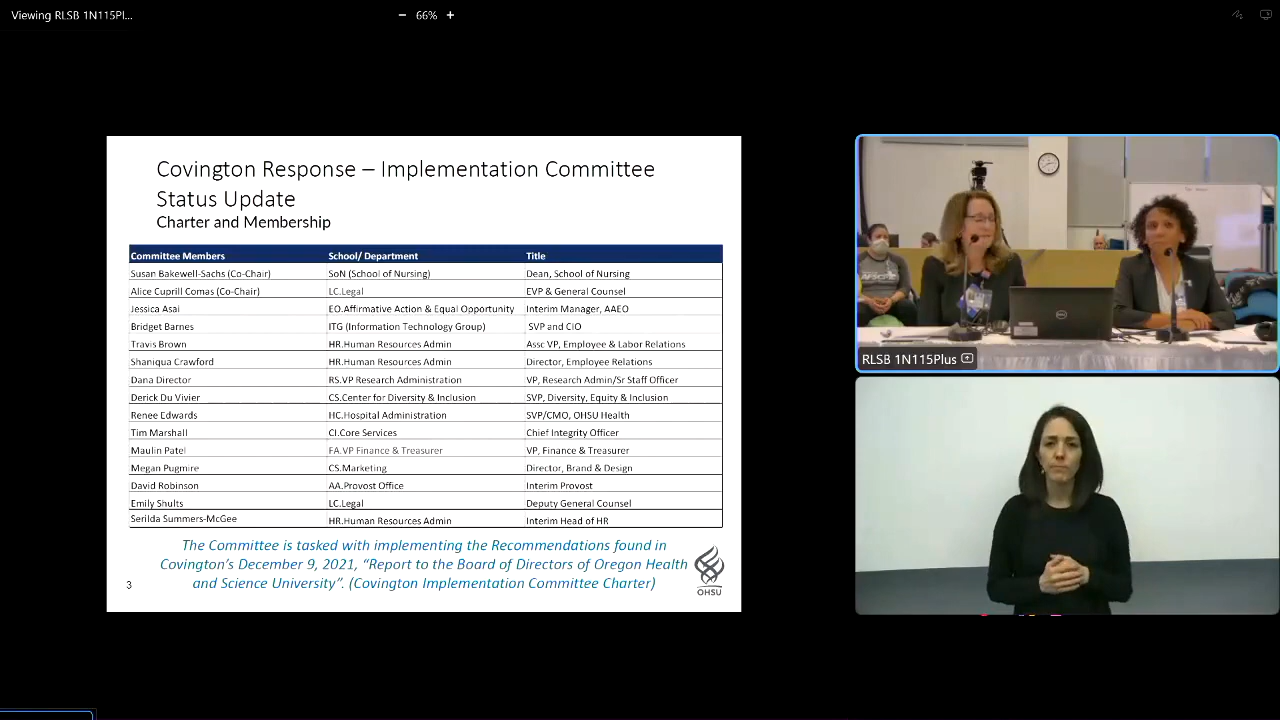 Viewing RLSB 1N115Pl...
− 66% +
Covington Response – Implementation Committee
Status Update
Charter and Membership
Committee Members School/ Department Title
Susan Bakewell-Sachs (Co-Chair) SoN (School of Nursing) Dean, School of Nursing
Alice Cuprill Comas (Co-Chair) LC.Legal EVP & General Counsel
Jessica Asai EO.Affirmative Action & Equal Opportunity Interim Manager, AAEO
Bridget Barnes ITG (Information Technology Group) SVP and CIO
Travis Brown HR.Human Resources Admin Assc VP, Employee & Labor Relations
Shaniqua Crawford HR.Human Resources Admin Director, Employee Relations
Dana Director RS.VP Research Administration VP, Research Admin/Sr Staff Officer
Derick Du Vivier CS.Center for Diversity & Inclusion SVP, Diversity, Equity & Inclusion
Renee Edwards HC.Hospital Administration SVP/CMO, OHSU Health
Tim Marshall CI.Core Services Chief Integrity Officer
Maulin Patel FA.VP Finance & Treasurer VP, Finance & Treasurer
Megan Pugmire CS.Marketing Director, Brand & Design
David Robinson AA.Provost Office Interim Provost
Emily Shults LC.Legal Deputy General Counsel
Serilda Summers-McGee HR.Human Resources Admin Interim Head of HR
The Committee is tasked with implementing the Recommendations found in
Covington's December 9, 2021, “Report to the Board of Directors of Oregon Health
and Science University”. (Covington Implementation Committee Charter)
3
OHSU
RLSB 1N115Plus
DELL